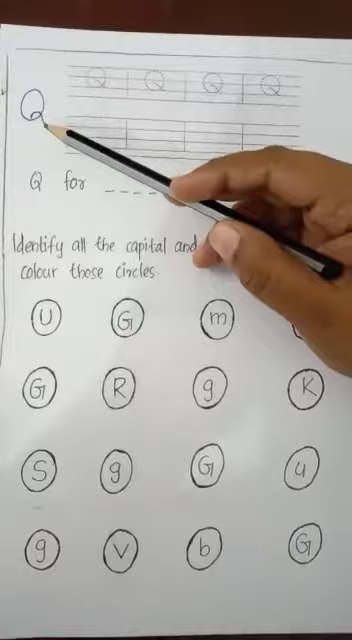 Q Q Q Q
Q
Q for _ _ _ _
Identify all the capital and
colour those circles.
U G m
G R g K
S g G u
g V b G